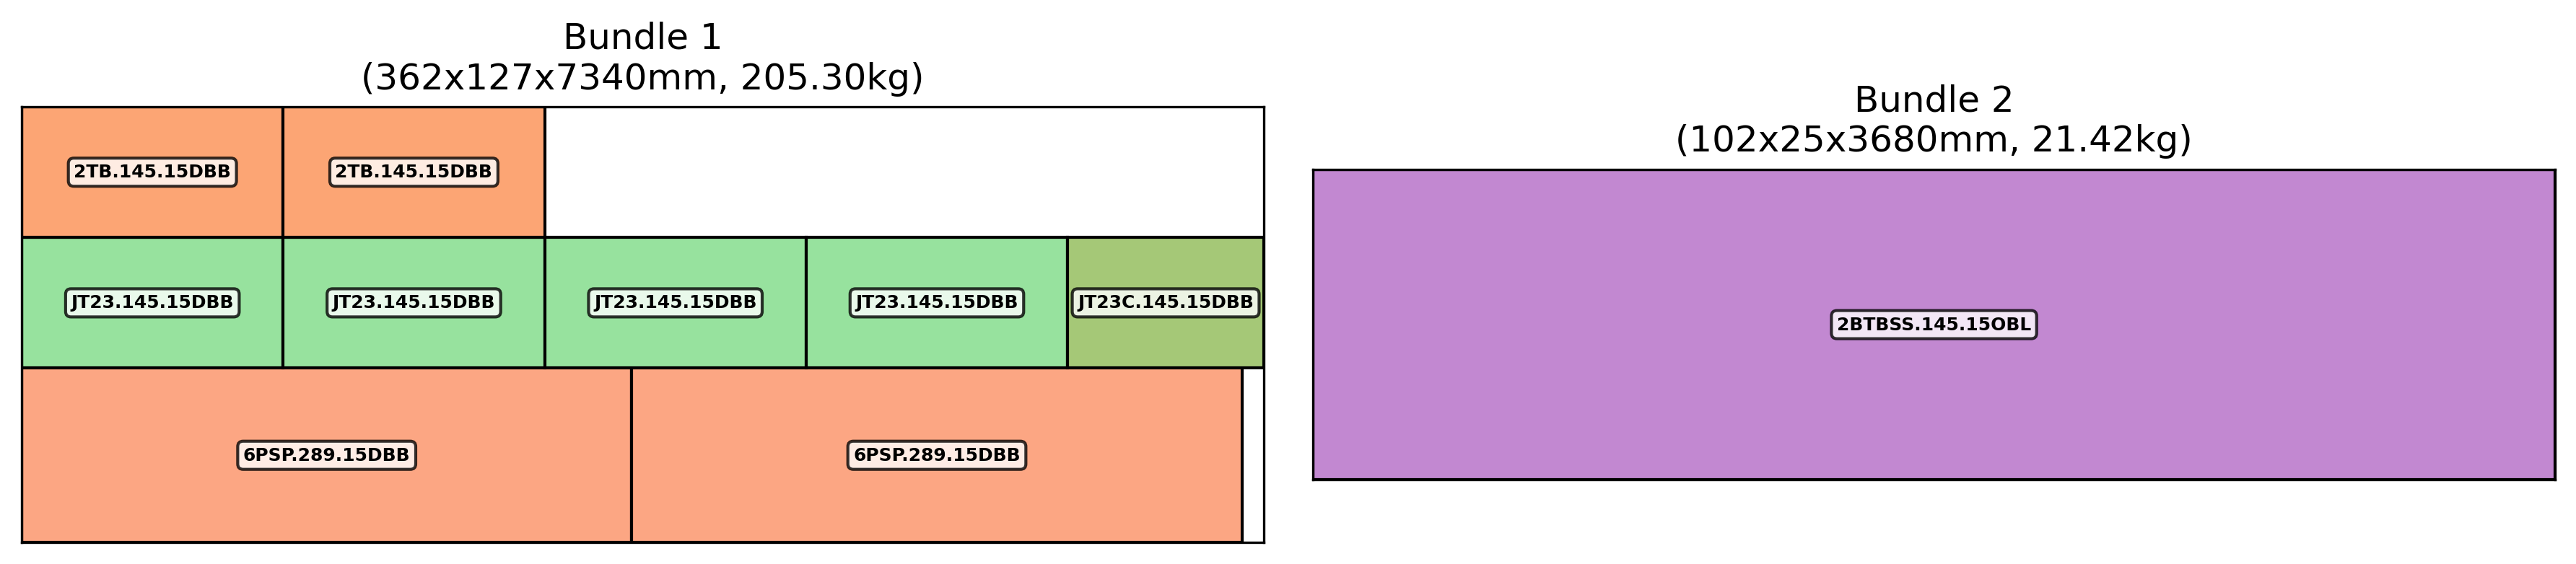 Bundle 1
(362x127x7340mm, 205.30kg)
2TB.145.15DBB
2TB.145.15DBB
JT23.145.15DBB
JT23.145.15DBB
JT23.145.15DBB
JT23.145.15DBB
JT23C.145.15DBB
6PSP.289.15DBB
6PSP.289.15DBB
Bundle 2
(102x25x3680mm, 21.42kg)
2BTBSS.145.15OBL